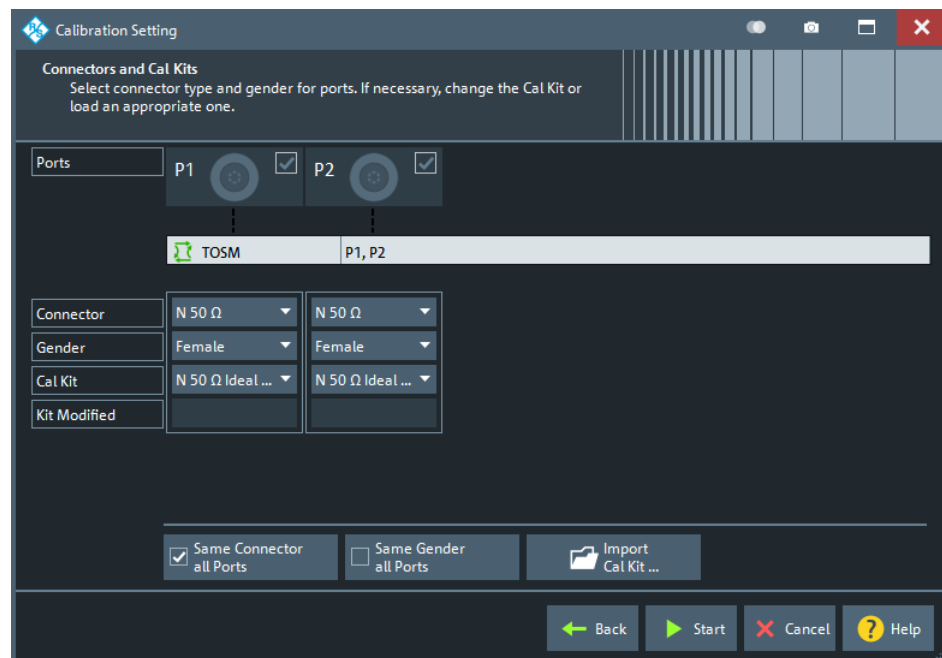 R/S Calibration Setting
Connectors and Cal Kits
Select connector type and gender for ports. If necessary, change the Cal Kit or
load an appropriate one.
Ports
P1
P2
TOSM
P1, P2
Connector
N 50 Ω
N 50 Ω
Gender
Female
Female
Cal Kit
N 50 Ω Ideal ...
N 50 Ω Ideal ...
Kit Modified
Same Connector
all Ports
Same Gender
all Ports
Import
Cal Kit ...
Back
Start
Cancel
? Help